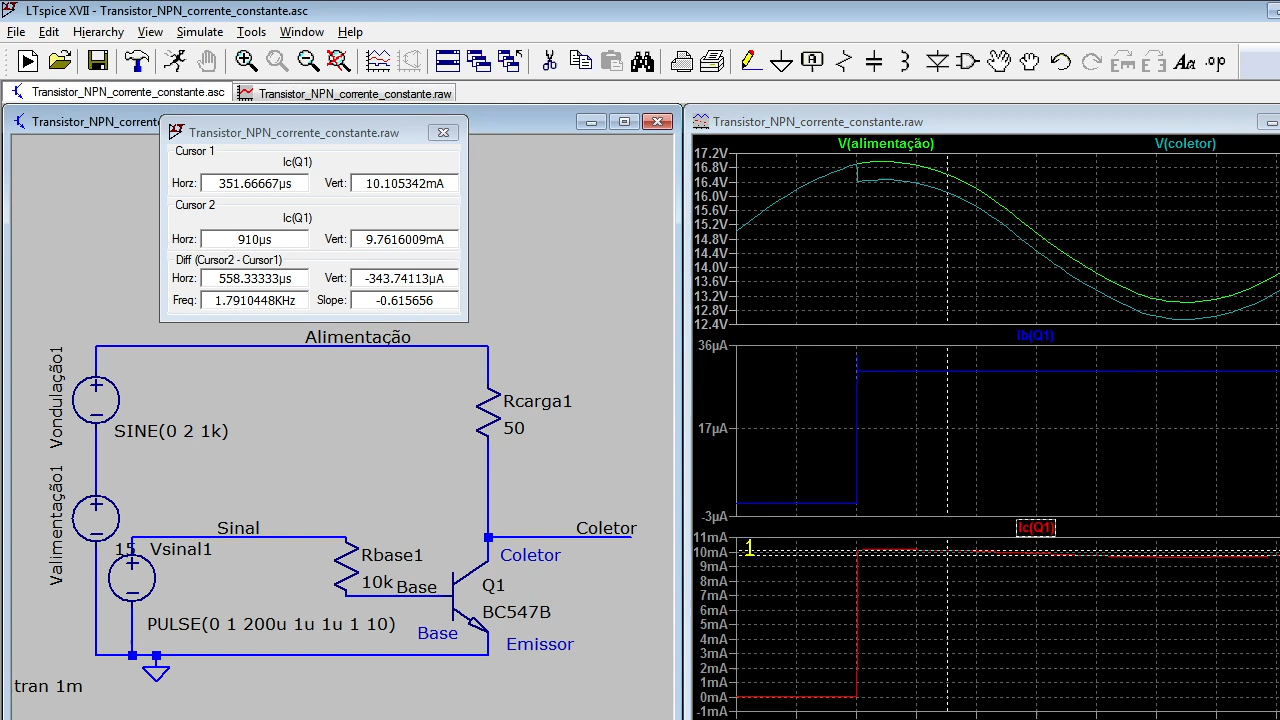 LTspice XVII - Transistor_NPN_corrente_constante.asc
File Edit Hierarchy View Simulate Tools Window Help
.op
Transistor_NPN_corrente_constante.asc
Transistor_NPN_corrente_constante.raw
Transistor_NPN_corrente
Transistor_NPN_corrente_constante.raw
Cursor 1
Ic(Q1)
Horz: 351.66667µs Vert: 10.105342mA
Cursor 2
Ic(Q1)
Horz: 910µs Vert: 9.7616009mA
Diff (Cursor2 - Cursor1)
Horz: 558.33333µs Vert: -343.74113µA
Freq: 1.7910448KHz Slope: -0.615656
Alimentação
Vondulação1
SINE(0 2 1k)
Rcarga1
50
Valimentação1
15
Sinal
Vsinal1
PULSE(0 1 200u 1u 1u 1 10)
Rbase1
10k
Base
Coletor
Coletor
Q1
BC547B
Base
Emissor
tran 1m
Transistor_NPN_corrente_constante.raw
V(alimentação) V(coletor)
17.2V
16.8V
16.4V
16.0V
15.6V
15.2V
14.8V
14.4V
14.0V
13.6V
13.2V
12.8V
12.4V
Ib(Q1)
36µA
17µA
-3µA
Ic(Q1)
1
11mA
10mA
9mA
8mA
7mA
6mA
5mA
4mA
3mA
2mA
1mA
0mA
-1mA